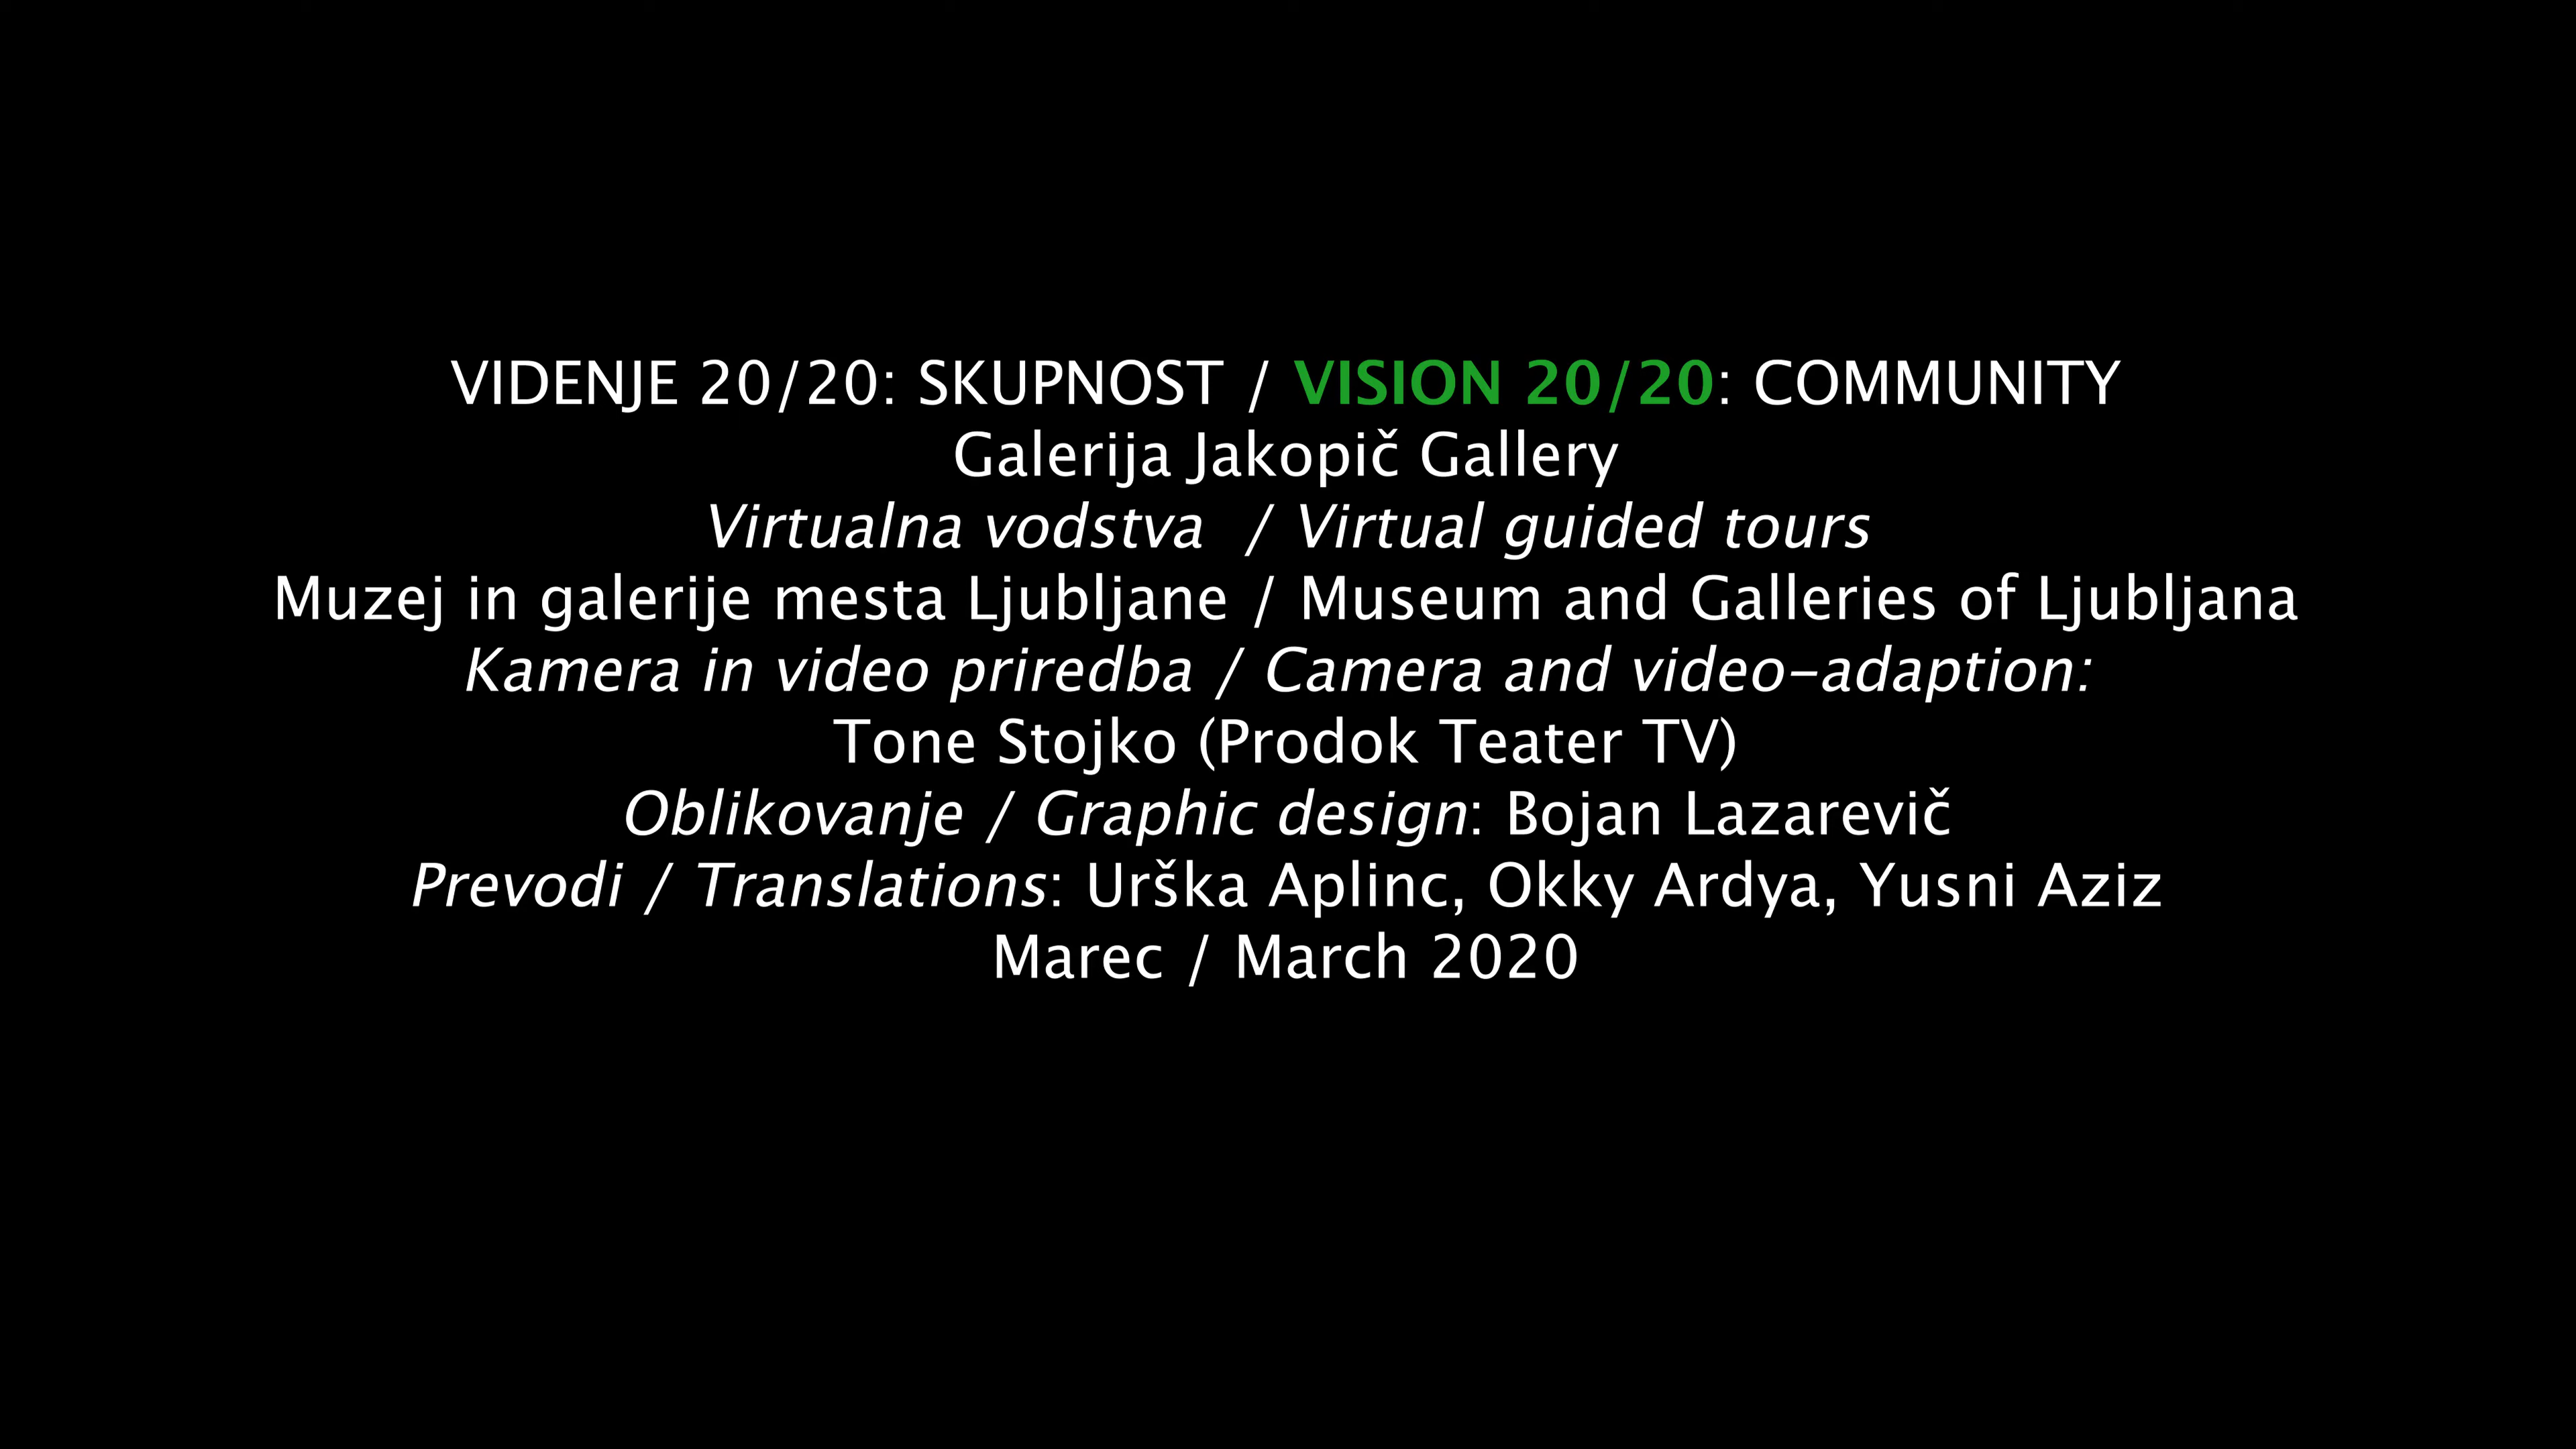 VIDENJE 20/20: SKUPNOST / VISION 20/20: COMMUNITY
Galerija Jakopič Gallery
Virtualna vodstva / Virtual guided tours
Muzej in galerije mesta Ljubljane / Museum and Galleries of Ljubljana
Kamera in video priredba / Camera and video-adaption:
Tone Stojko (Prodok Teater TV)
Oblikovanje / Graphic design: Bojan Lazarevič
Prevodi / Translations: Urška Aplinc, Okky Ardya, Yusni Aziz
Marec / March 2020